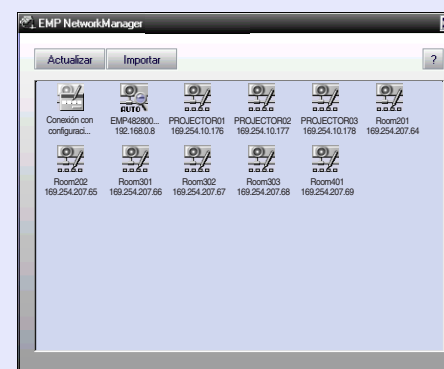 EMP NetworkManager
Actualizar Importar ?
Conexión con configuraci...
EMP482800... 192.168.0.8
AUTO
PROJECTOR01 169.254.10.176
PROJECTOR02 169.254.10.177
PROJECTOR03 169.254.10.178
Room201 169.254.207.64
Room202 169.254.207.65
Room301 169.254.207.66
Room302 169.254.207.67
Room303 169.254.207.68
Room401 169.254.207.69